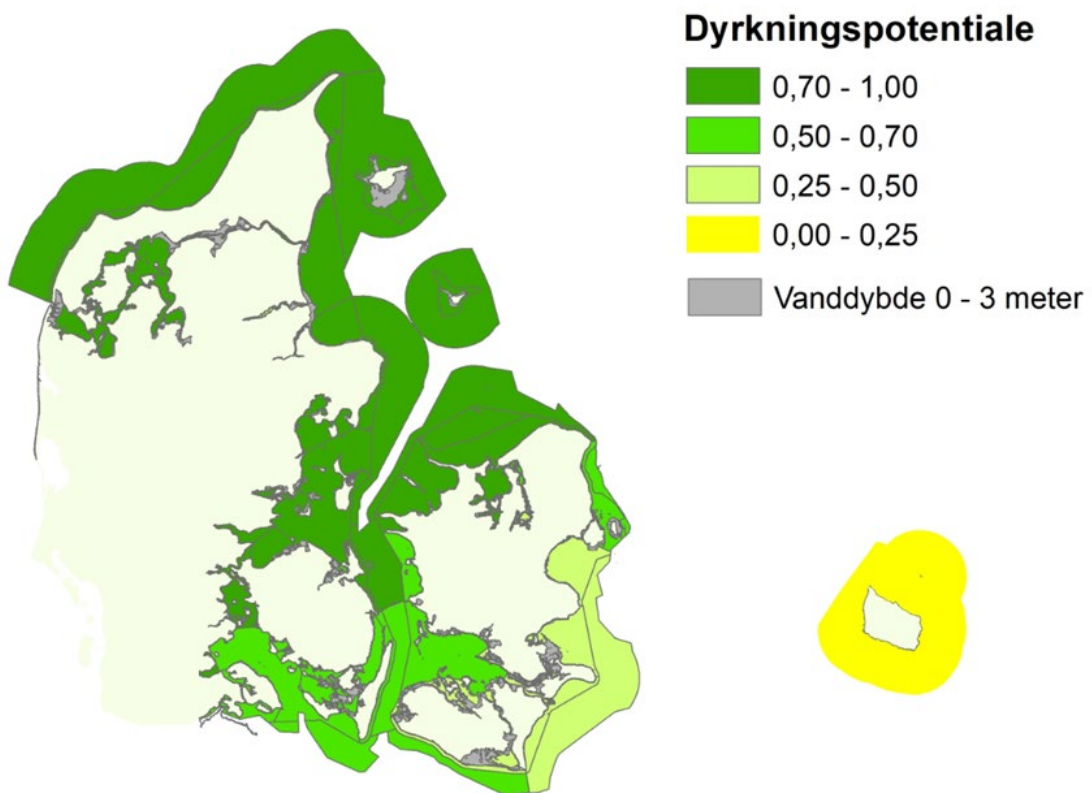 Dyrkningspotentiale
0,70 - 1,00
0,50 - 0,70
0,25 - 0,50
0,00 - 0,25
Vanddybde 0 - 3 meter